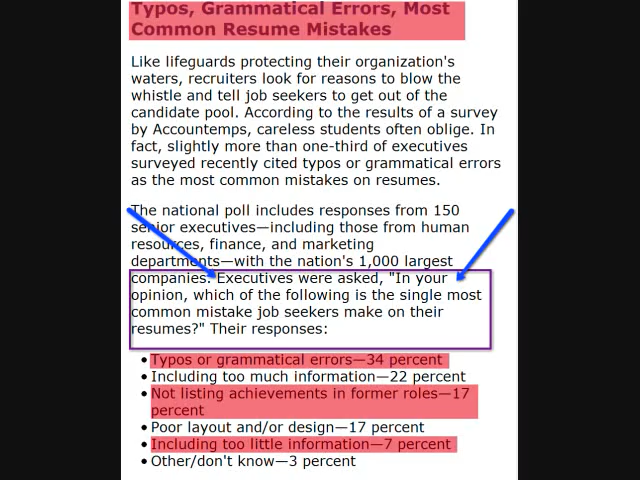 Typos, Grammatical Errors, Most
Common Resume Mistakes
Like lifeguards protecting their organization's
waters, recruiters look for reasons to blow the
whistle and tell job seekers to get out of the
candidate pool. According to the results of a survey
by Accountemps, careless students often oblige. In
fact, slightly more than one-third of executives
surveyed recently cited typos or grammatical errors
as the most common mistakes on resumes.
The national poll includes responses from 150
senior executives—including those from human
resources, finance, and marketing
departments—with the nation's 1,000 largest
companies. Executives were asked, "In your
opinion, which of the following is the single most
common mistake job seekers make on their
resumes?" Their responses:
• Typos or grammatical errors—34 percent
• Including too much information—22 percent
• Not listing achievements in former roles—17
percent
• Poor layout and/or design—17 percent
• Including too little information—7 percent
• Other/don't know—3 percent